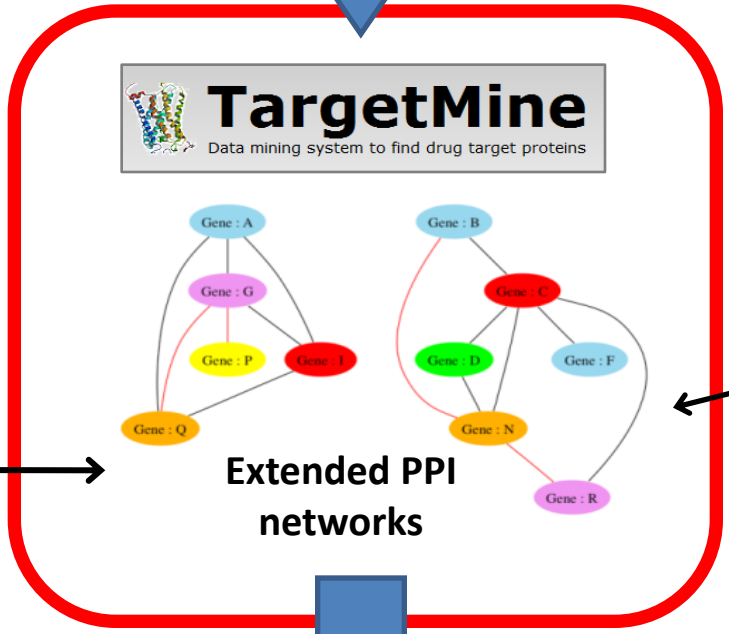 TargetMine
Data mining system to find drug target proteins
Gene : A
Gene : B
Gene : G
Gene : C
Gene : P
Gene : I
Gene : D
Gene : F
Gene : Q
Gene : N
Extended PPI
networks
Gene : R